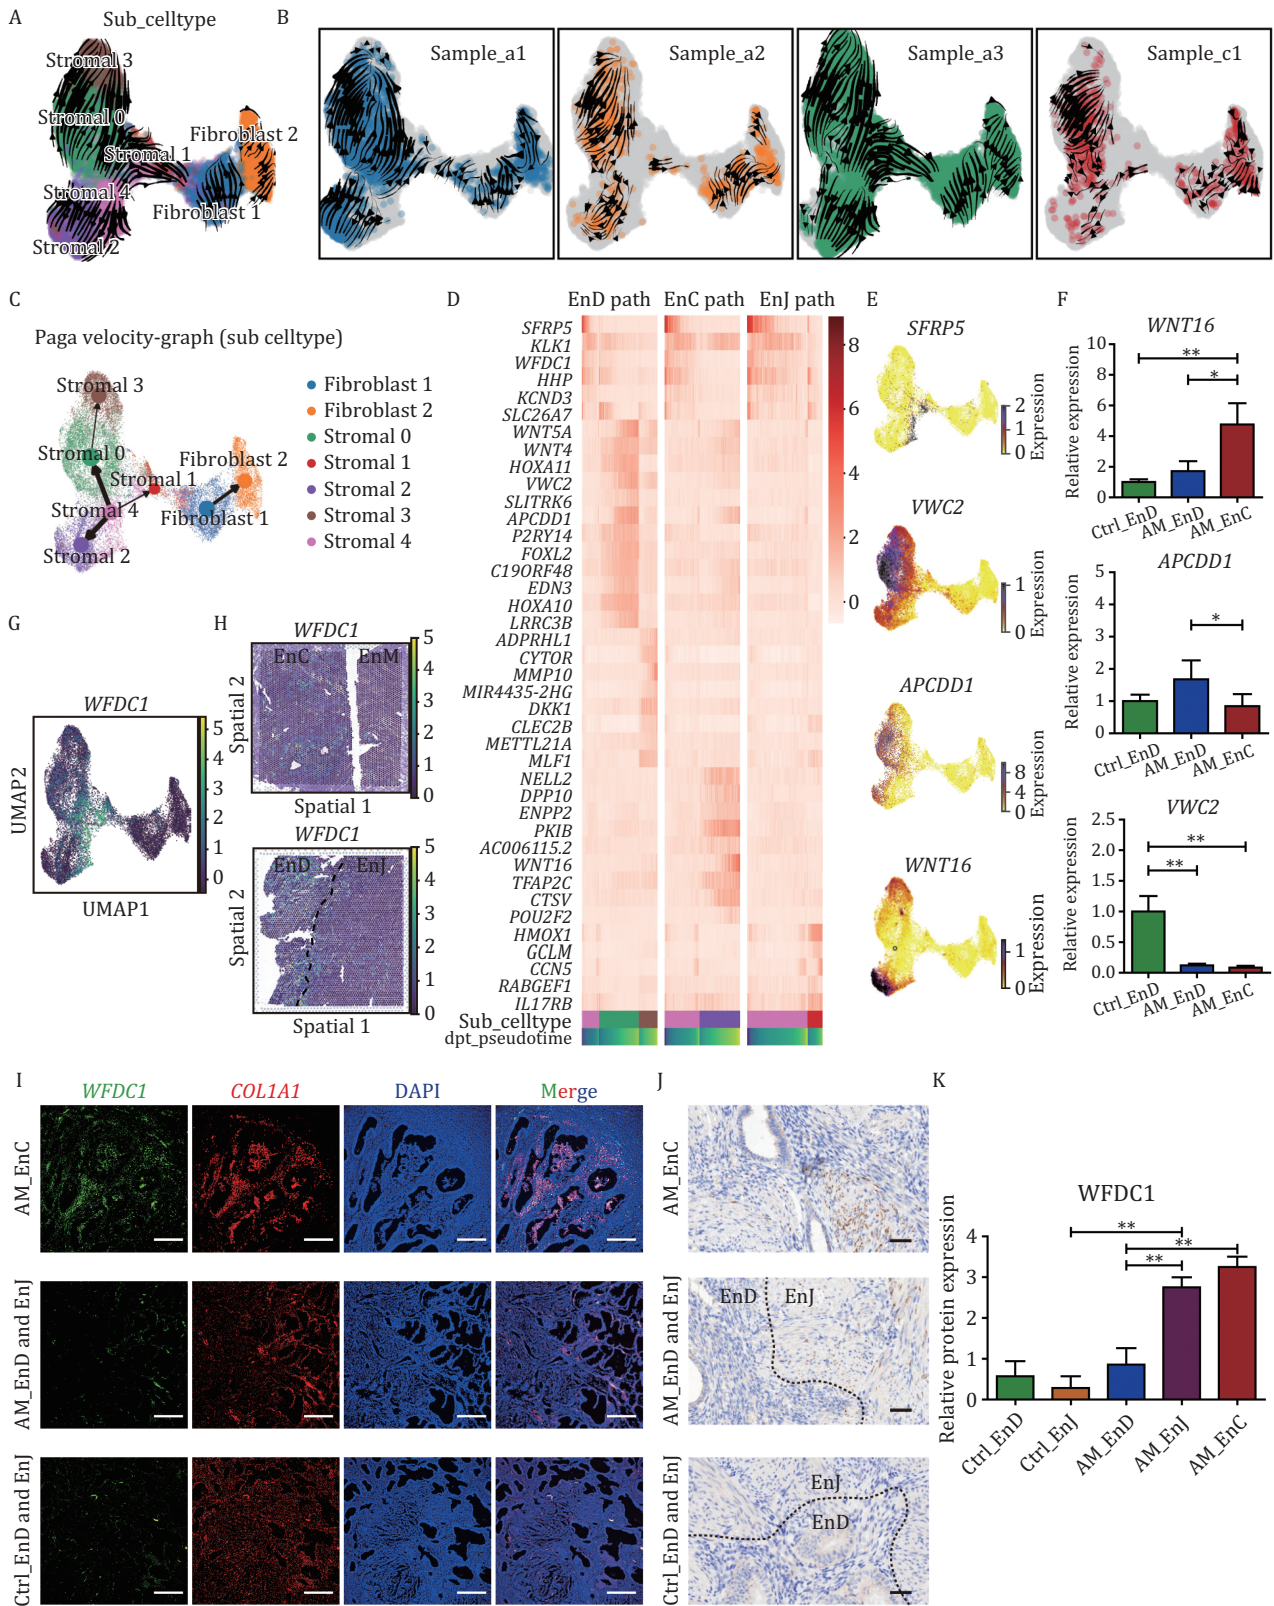 A
Sub_celltype
Stromal 3
Stromal 0
Fibroblast 2
Stromal 1
Stromal 4
Fibroblast 1
Stromal 2
B
Sample_a1
Sample_a2
Sample_a3
Sample_c1
C
Paga velocity-graph (sub celltype)
Stromal 3
Stromal 0
Fibroblast 2
Stromal 1
Stromal 4
Fibroblast 1
Stromal 2
Fibroblast 1
Fibroblast 2
Stromal 0
Stromal 1
Stromal 2
Stromal 3
Stromal 4
D
EnD path
EnC path
EnJ path
SFRP5
KLK1
WFDC1
HHP
KCND3
SLC26A7
WNT5A
WNT4
HOXA11
VWC2
SLITRK6
APCDD1
P2RY14
FOXL2
C19ORF48
EDN3
HOXA10
LRRC3B
ADPRHL1
CYTOR
MMP10
MIR4435-2HG
DKK1
CLEC2B
METTL21A
MLF1
NELL2
DPP10
ENPP2
PKIB
AC006115.2
WNT16
TFAP2C
CTSV
POU2F2
HMOX1
GCLM
CCN5
RABGEF1
IL17RB
Sub_celltype
dpt_pseudotime
8
6
4
2
0
E
SFRP5
2
1
0
Expression
VWC2
1
0
Expression
APCDD1
8
4
0
Expression
WNT16
1
0
Expression
F
WNT16
Relative expression
10
8
6
4
2
0
**
*
Ctrl_EnD
AM_EnD
AM_EnC
APCDD1
Relative expression
5
4
3
2
1
0
*
Ctrl_EnD
AM_EnD
AM_EnC
VWC2
Relative expression
2.5
2.0
1.5
1.0
0.5
0.0
**
**
Ctrl_EnD
AM_EnD
AM_EnC
G
WFDC1
UMAP2
UMAP1
5
4
3
2
1
0
H
WFDC1
EnC
EnM
Spatial 2
Spatial 1
5
4
3
2
1
0
WFDC1
EnD
EnJ
Spatial 2
Spatial 1
5
4
3
2
1
0
I
WFDC1
COL1A1
DAPI
Merge
AM_EnC
AM_EnD and EnJ
Ctrl_EnD and EnJ
J
AM_EnC
AM_EnD and EnJ
EnD
EnJ
Ctrl_EnD and EnJ
EnJ
EnD
K
WFDC1
Relative protein expression
4
3
2
1
0
**
**
**
Ctrl_EnD
Ctrl_EnJ
AM_EnD
AM_EnJ
AM_EnC